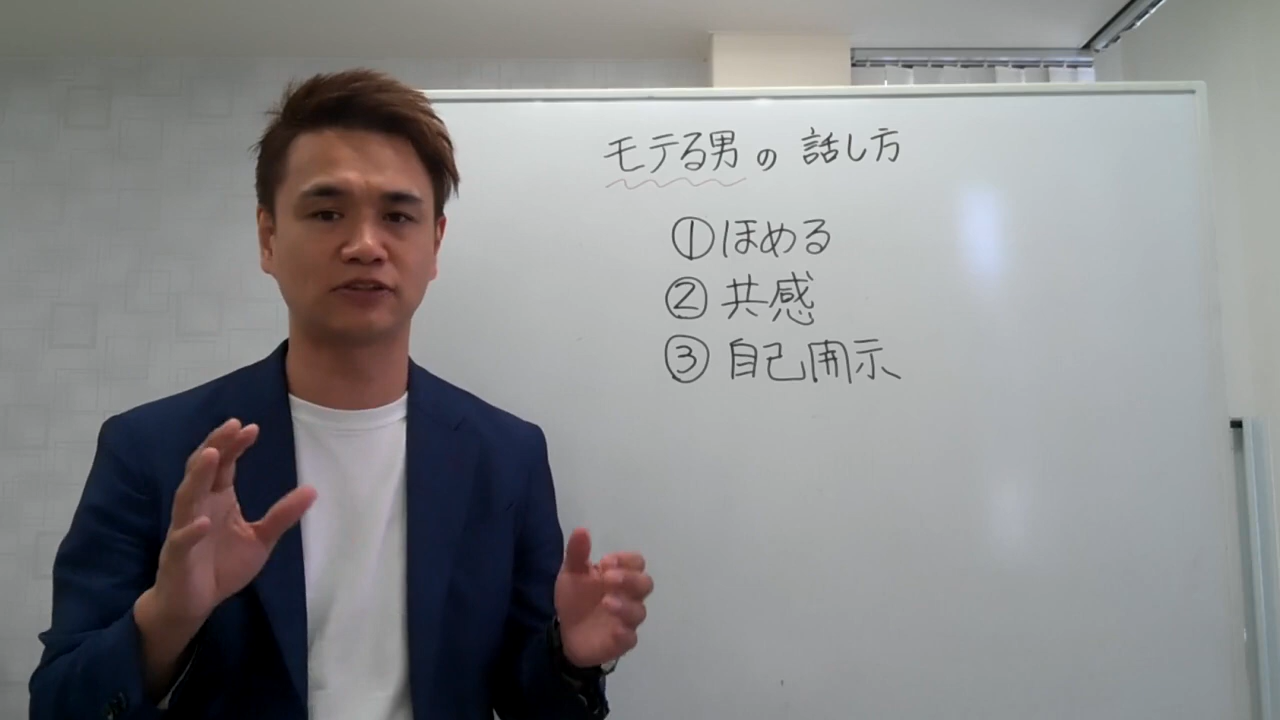 モテる男の話し方
①ほめる
②共感
③自己開示